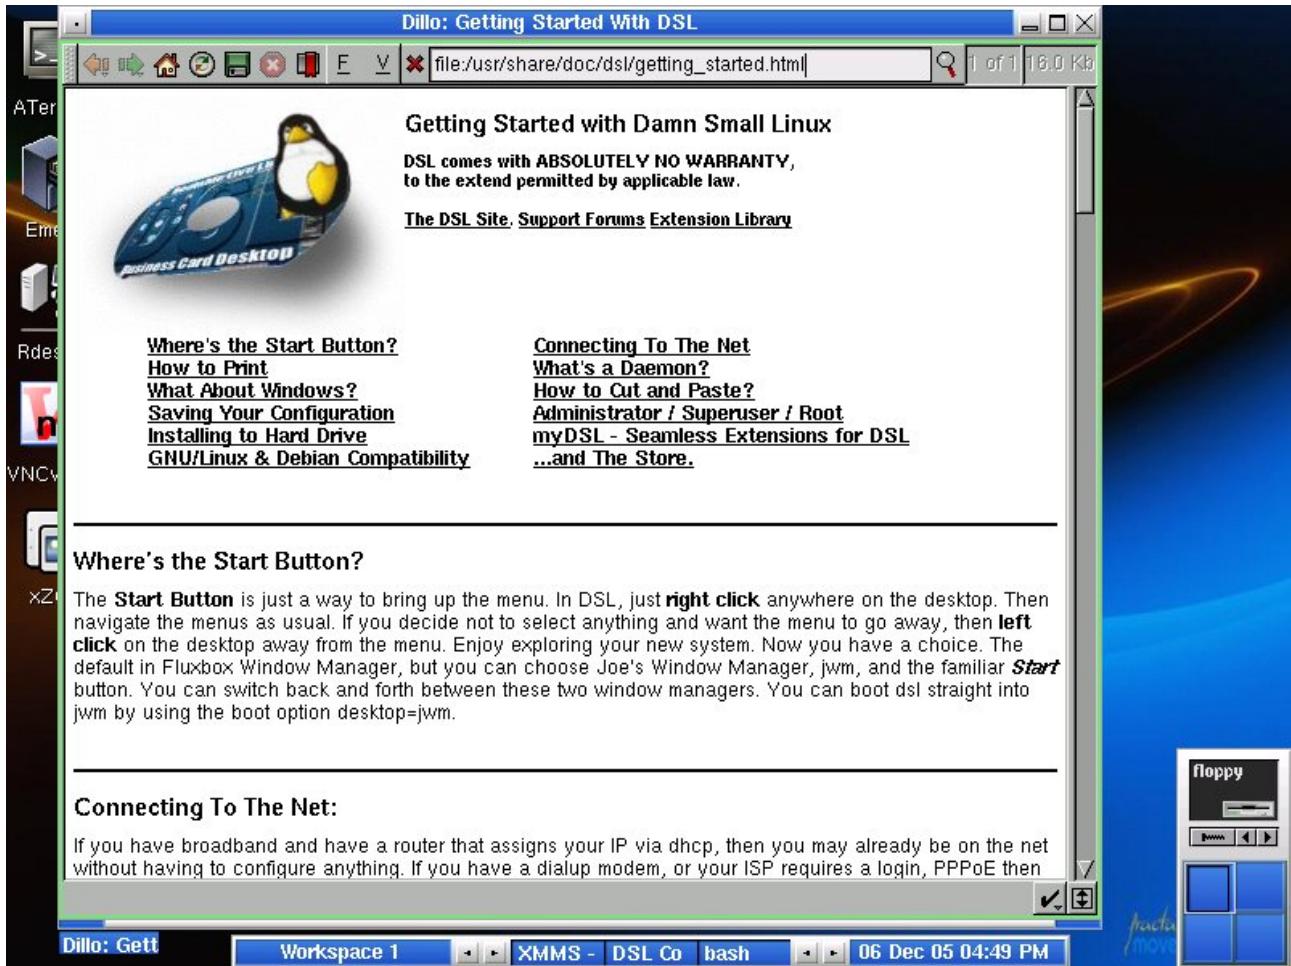 Dillo: Getting Started With DSL
F V file:/usr/share/doc/dsl/getting_started.html 1 of 1 16.0 Kb
ATer
Eme
Rdes
VNCv
Getting Started with Damn Small Linux
DSL comes with ABSOLUTELY NO WARRANTY,
to the extend permitted by applicable law.
The DSL Site. Support Forums Extension Library
Business Card Desktop
Where's the Start Button?
How to Print
What About Windows?
Saving Your Configuration
Installing to Hard Drive
GNU/Linux & Debian Compatibility
Connecting To The Net
What's a Daemon?
How to Cut and Paste?
Administrator / Superuser / Root
myDSL - Seamless Extensions for DSL
...and The Store.
Where's the Start Button?
The Start Button is just a way to bring up the menu. In DSL, just right click anywhere on the desktop. Then
navigate the menus as usual. If you decide not to select anything and want the menu to go away, then left
click on the desktop away from the menu. Enjoy exploring your new system. Now you have a choice. The
default in Fluxbox Window Manager, but you can choose Joe's Window Manager, jwm, and the familiar Start
button. You can switch back and forth between these two window managers. You can boot dsl straight into
jwm by using the boot option desktop=jwm.
Connecting To The Net:
If you have broadband and have a router that assigns your IP via dhcp, then you may already be on the net
without having to configure anything. If you have a dialup modem, or your ISP requires a login, PPPoE then
floppy
Dillo: Gett
Workspace 1 XMMS - DSL Co bash 06 Dec 05 04:49 PM